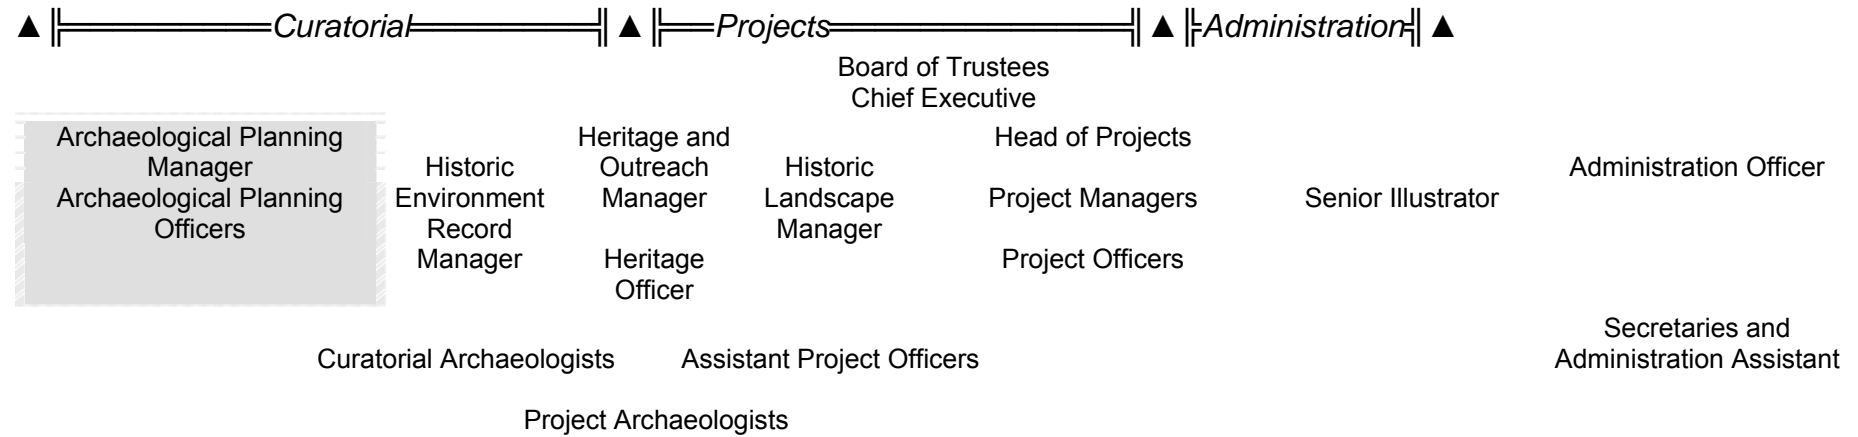 ▲╠═════════Curatorial════════╣▲╠══Projects═════════════╣▲╠Administration╣▲
Board of Trustees
Chief Executive
Archaeological Planning
Manager
Archaeological Planning
Officers
Historic
Environment
Record
Manager
Heritage and
Outreach
Manager
Heritage
Officer
Historic
Landscape
Manager
Head of Projects
Project Managers
Project Officers
Senior Illustrator
Administration Officer
Secretaries and
Administration Assistant
Curatorial Archaeologists
Assistant Project Officers
Project Archaeologists